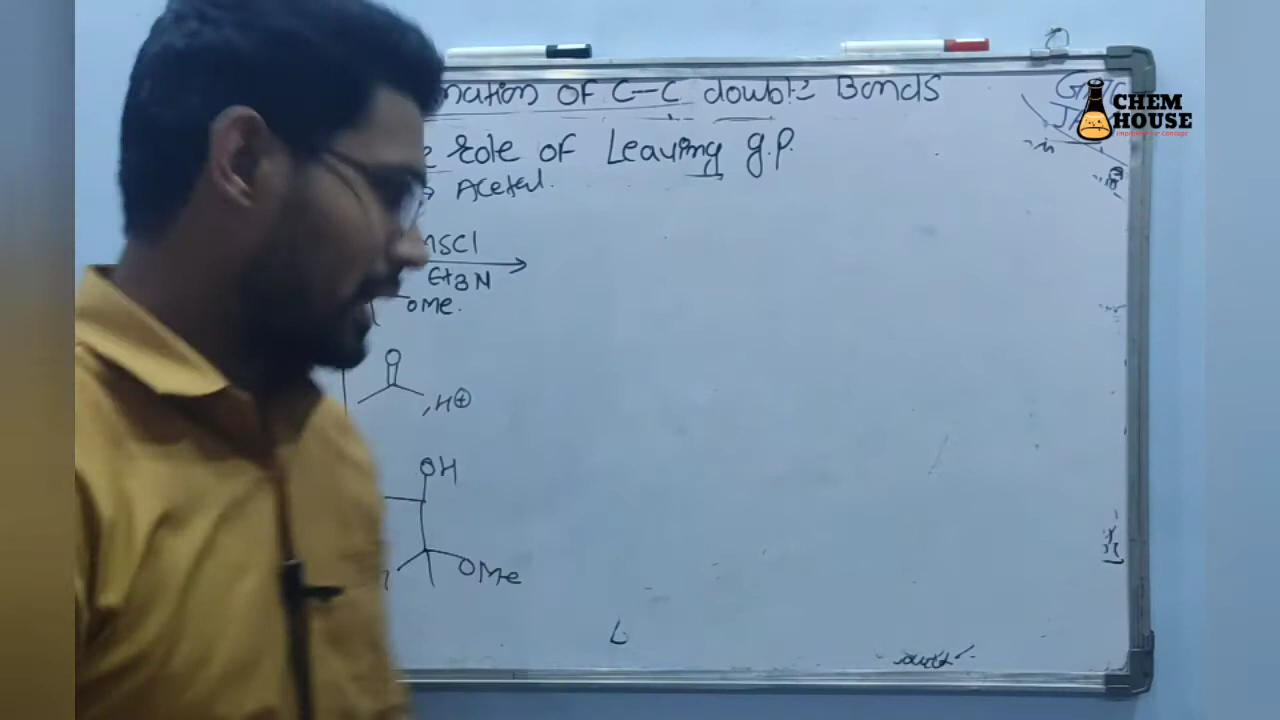 mation OF C-C double Bonds
role of Leaving g.p.
→ Acetal.
MSCl
Et3N
OMe.
O
, H⊕
OH
OMe
CHEM
HOUSE